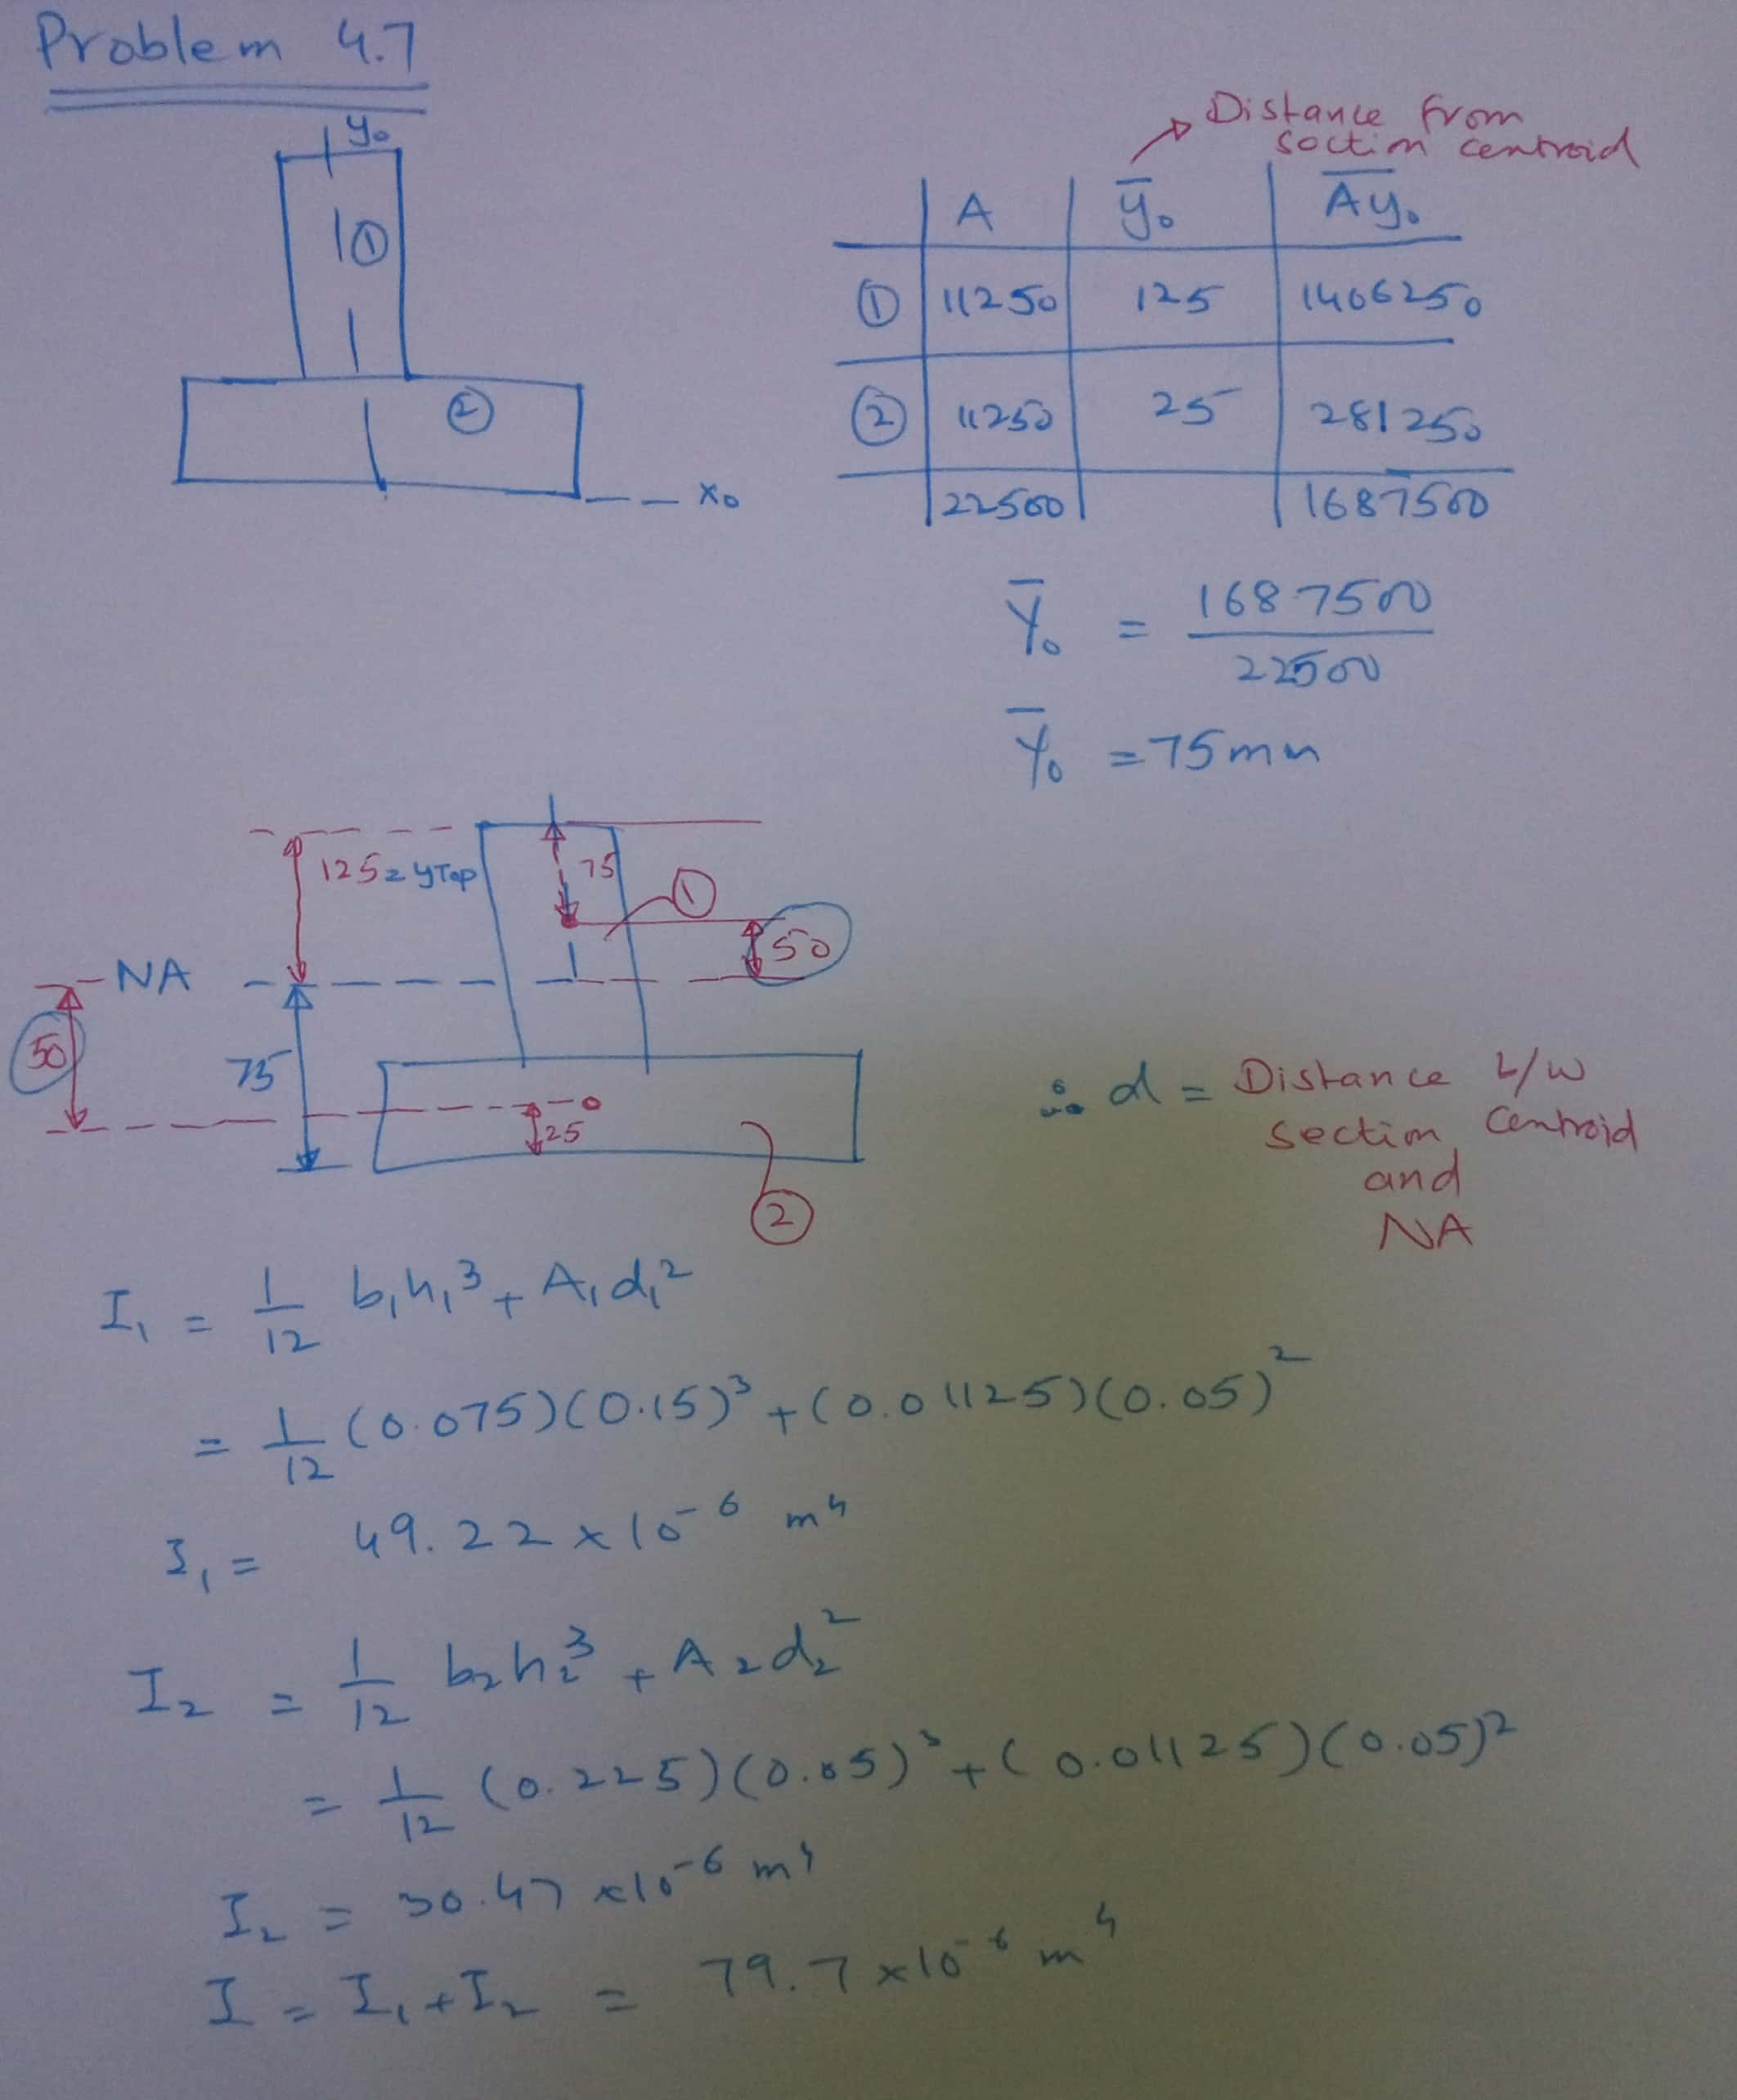 Problem 4.7
y₀
①
②
x₀
Distance from
soctim centroid
A ȳ₀ A̅y̅₀
① 11250 125 1406250
② 11250 25 281250
22500 1687500
Ȳ₀ = 1687500 / 22500
Ȳ₀ = 75mm
125 = yTop
75
①
50
NA
50
75
25
②
∴ d = Distance b/w
section centroid
and
NA
I₁ = 1/12 b₁h₁³ + A₁d₁²
= 1/12 (0.075)(0.15)³ + (0.01125)(0.05)²
I₁ = 49.22 × 10⁻⁶ m⁴
I₂ = 1/12 b₂h₂³ + A₂d₂²
= 1/12 (0.225)(0.05)³ + (0.01125)(0.05)²
I₂ = 30.47 × 10⁻⁶ m⁴
I = I₁ + I₂ = 79.7 × 10⁻⁶ m⁴